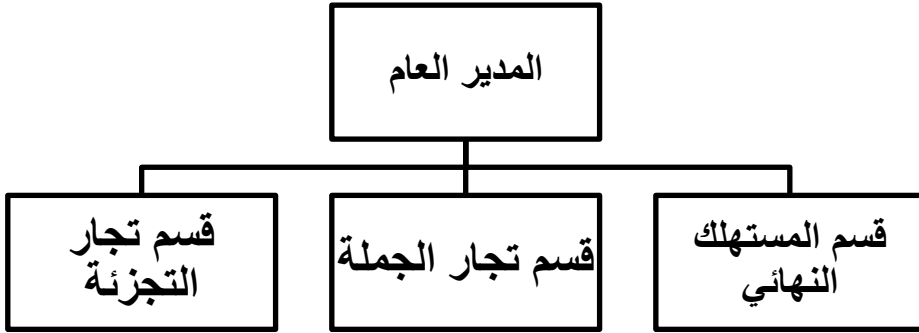 المدير العام
قسم المستهلك
النهائي
قسم تجار الجملة
قسم تجار
التجزئة